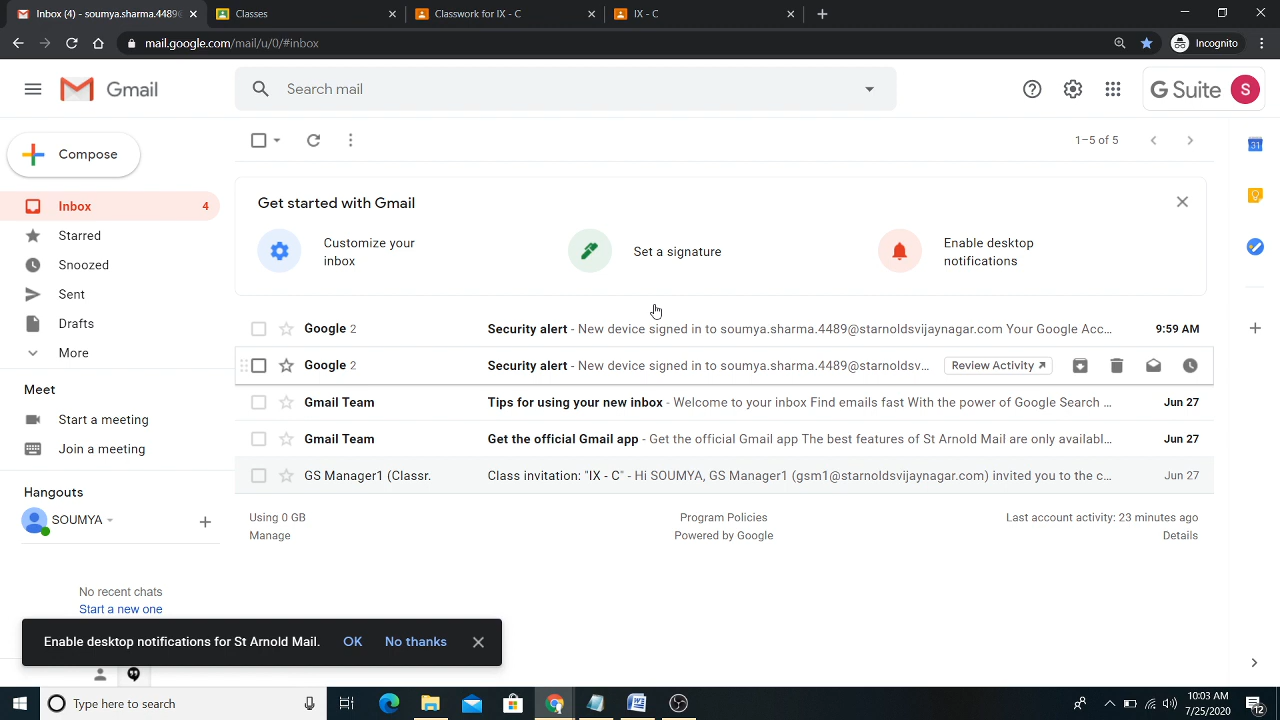 Inbox (4) - soumya.sharma.4489@
Classes
Classwork for IX - C
IX - C
mail.google.com/mail/u/0/#inbox
Incognito
Gmail
Search mail
G Suite
S
Compose
1–5 of 5
31
Inbox 4
Starred
Snoozed
Sent
Drafts
More
Get started with Gmail
Customize your
inbox
Set a signature
Enable desktop
notifications
Google 2 Security alert - New device signed in to soumya.sharma.4489@starnoldsvijaynagar.com Your Google Acc... 9:59 AM
Google 2 Security alert - New device signed in to soumya.sharma.4489@starnoldsv... Review Activity
Gmail Team Tips for using your new inbox - Welcome to your inbox Find emails fast With the power of Google Search ... Jun 27
Gmail Team Get the official Gmail app - Get the official Gmail app The best features of St Arnold Mail are only availabl... Jun 27
GS Manager1 (Classr. Class invitation: "IX - C" - Hi SOUMYA, GS Manager1 (gsm1@starnoldsvijaynagar.com) invited you to the c... Jun 27
Meet
Start a meeting
Join a meeting
Hangouts
SOUMYA
Using 0 GB
Manage
Program Policies
Powered by Google
Last account activity: 23 minutes ago
Details
No recent chats
Start a new one
Enable desktop notifications for St Arnold Mail. OK No thanks
Type here to search
10:03 AM
7/25/2020
12